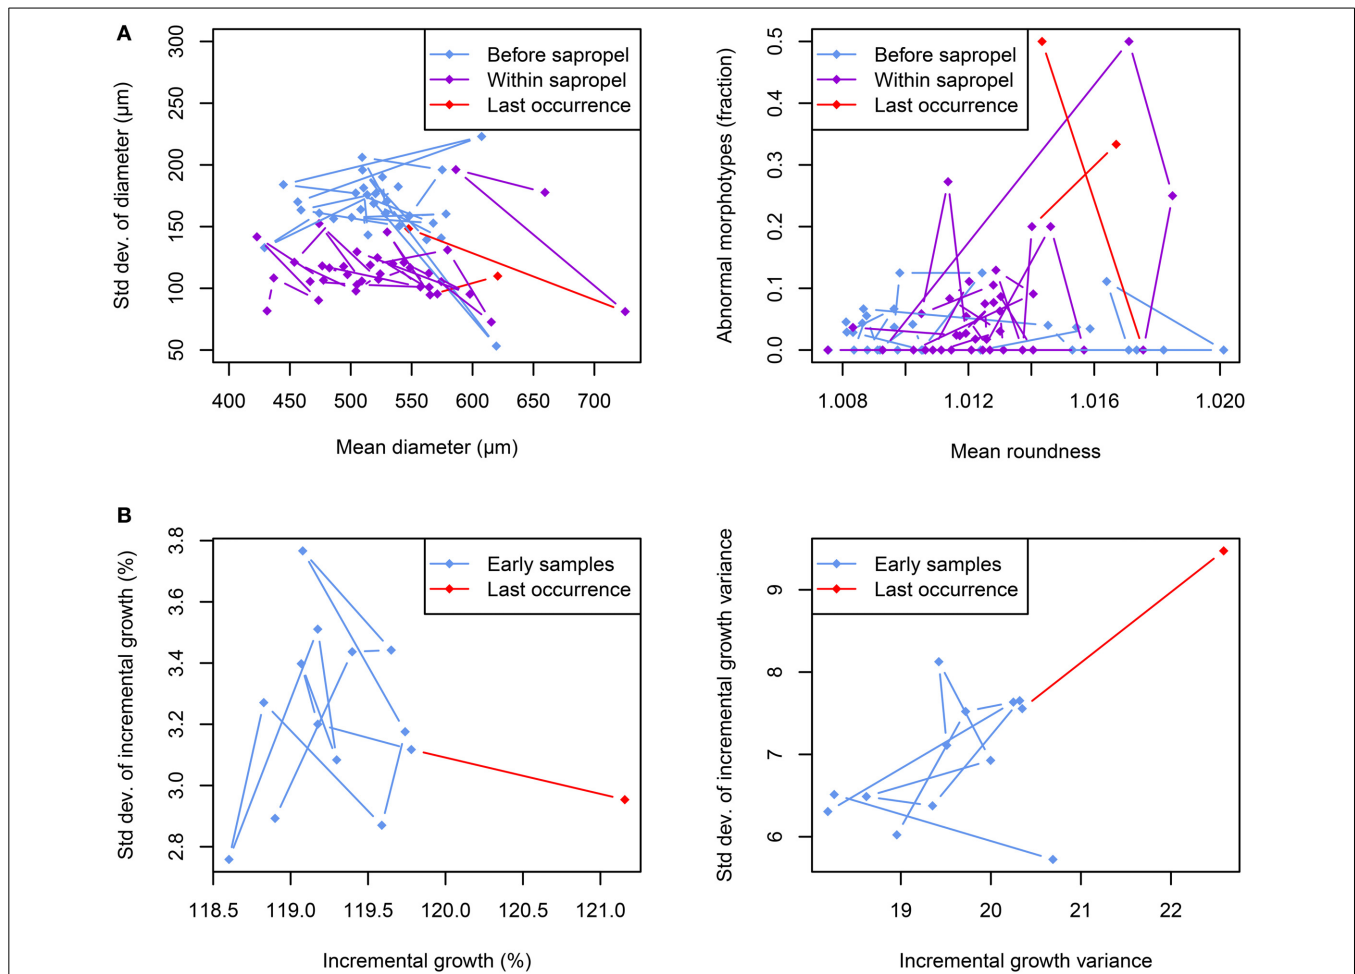 A
Std dev. of diameter (µm)
300
250
200
150
100
50
Before sapropel
Within sapropel
Last occurrence
400 450 500 550 600 650 700
Mean diameter (µm)
Abnormal morphotypes (fraction)
0.5
0.4
0.3
0.2
0.1
0.0
Before sapropel
Within sapropel
Last occurrence
1.008 1.012 1.016 1.020
Mean roundness
B
Std dev. of incremental growth (%)
3.8
3.6
3.4
3.2
3.0
2.8
Early samples
Last occurrence
118.5 119.0 119.5 120.0 120.5 121.0
Incremental growth (%)
Std dev. of incremental growth variance
9
8
7
6
Early samples
Last occurrence
19 20 21 22
Incremental growth variance